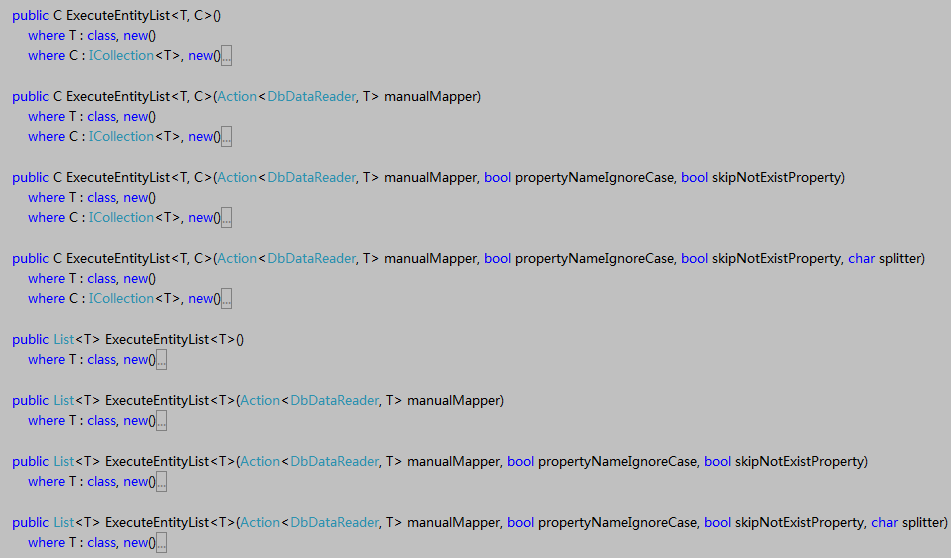 public C ExecuteEntityList<T, C>()
where T : class, new()
where C : ICollection<T>, new()...
public C ExecuteEntityList<T, C>(Action<DbDataReader, T> manualMapper)
where T : class, new()
where C : ICollection<T>, new()...
public C ExecuteEntityList<T, C>(Action<DbDataReader, T> manualMapper, bool propertyNameIgnoreCase, bool skipNotExistProperty)
where T : class, new()
where C : ICollection<T>, new()...
public C ExecuteEntityList<T, C>(Action<DbDataReader, T> manualMapper, bool propertyNameIgnoreCase, bool skipNotExistProperty, char splitter)
where T : class, new()
where C : ICollection<T>, new()...
public List<T> ExecuteEntityList<T>()
where T : class, new()...
public List<T> ExecuteEntityList<T>(Action<DbDataReader, T> manualMapper)
where T : class, new()...
public List<T> ExecuteEntityList<T>(Action<DbDataReader, T> manualMapper, bool propertyNameIgnoreCase, bool skipNotExistProperty)
where T : class, new()...
public List<T> ExecuteEntityList<T>(Action<DbDataReader, T> manualMapper, bool propertyNameIgnoreCase, bool skipNotExistProperty, char splitter)
where T : class, new()...